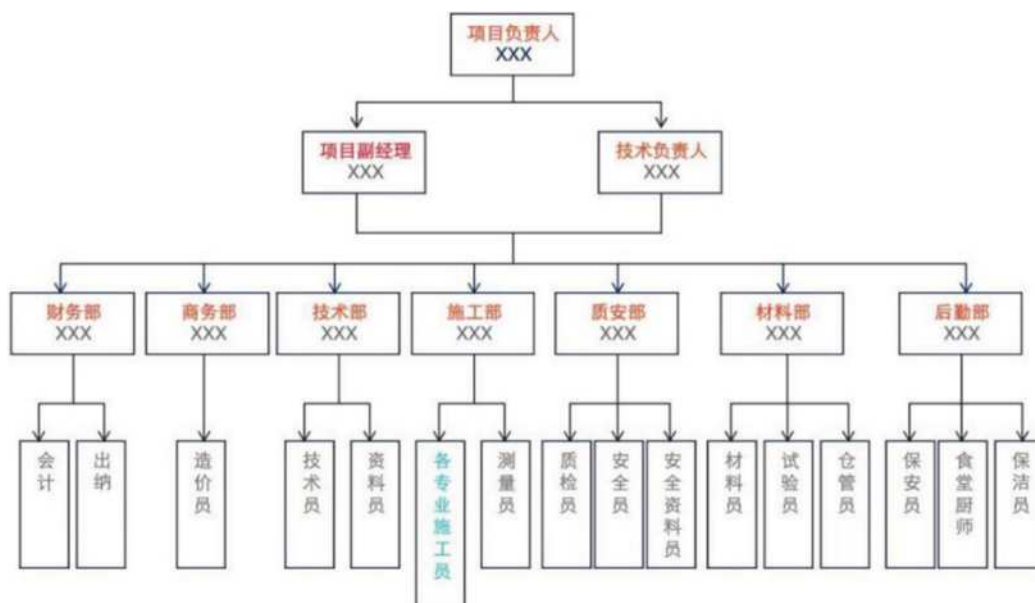 项目负责人
XXX
项目副经理
XXX
技术负责人
XXX
财务部
XXX
商务部
XXX
技术部
XXX
施工部
XXX
质安部
XXX
材料部
XXX
后勤部
XXX
会计
出纳
造价员
技术员
资料员
各专业施工员
测量员
质检员
安全员
安全资料员
材料员
试验员
仓管员
保安员
食堂厨师
保洁员